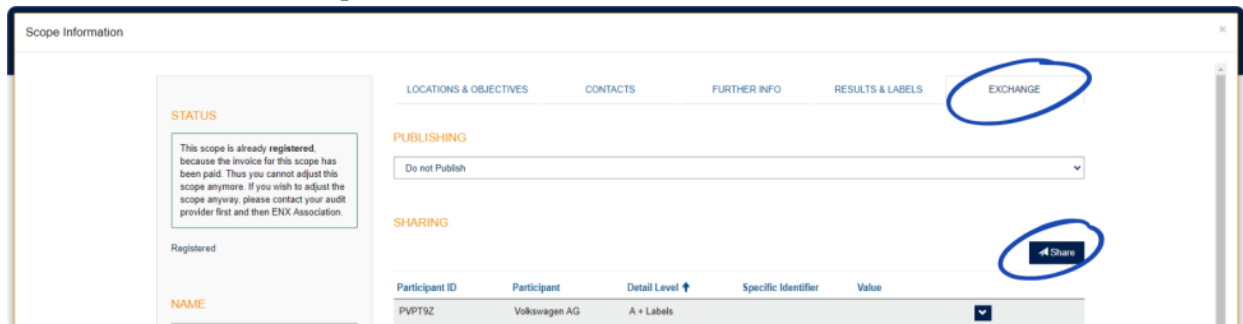 Scope Information
×
LOCATIONS & OBJECTIVES CONTACTS FURTHER INFO RESULTS & LABELS EXCHANGE
STATUS
This scope is already registered,
because the invoice for this scope has
been paid. Thus you cannot adjust this
scope anymore. If you wish to adjust the
scope anyway, please contact your audit
provider first and then ENX Association.
Registered
NAME
PUBLISHING
Do not Publish
SHARING
Share
Participant ID Participant Detail Level Specific Identifier Value
PVPT9Z Volkswagen AG A + Labels